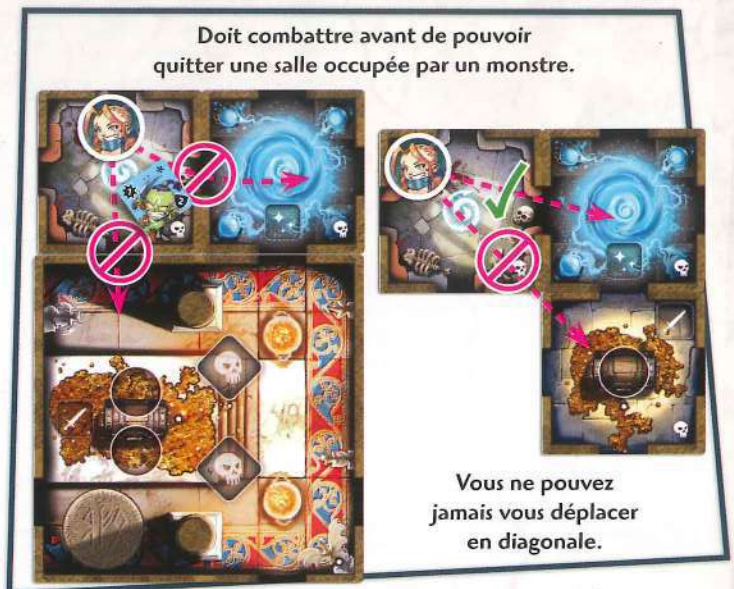 Doit combattre avant de pouvoir
quitter une salle occupée par un monstre.
2
Vous ne pouvez
jamais vous déplacer
en diagonale.